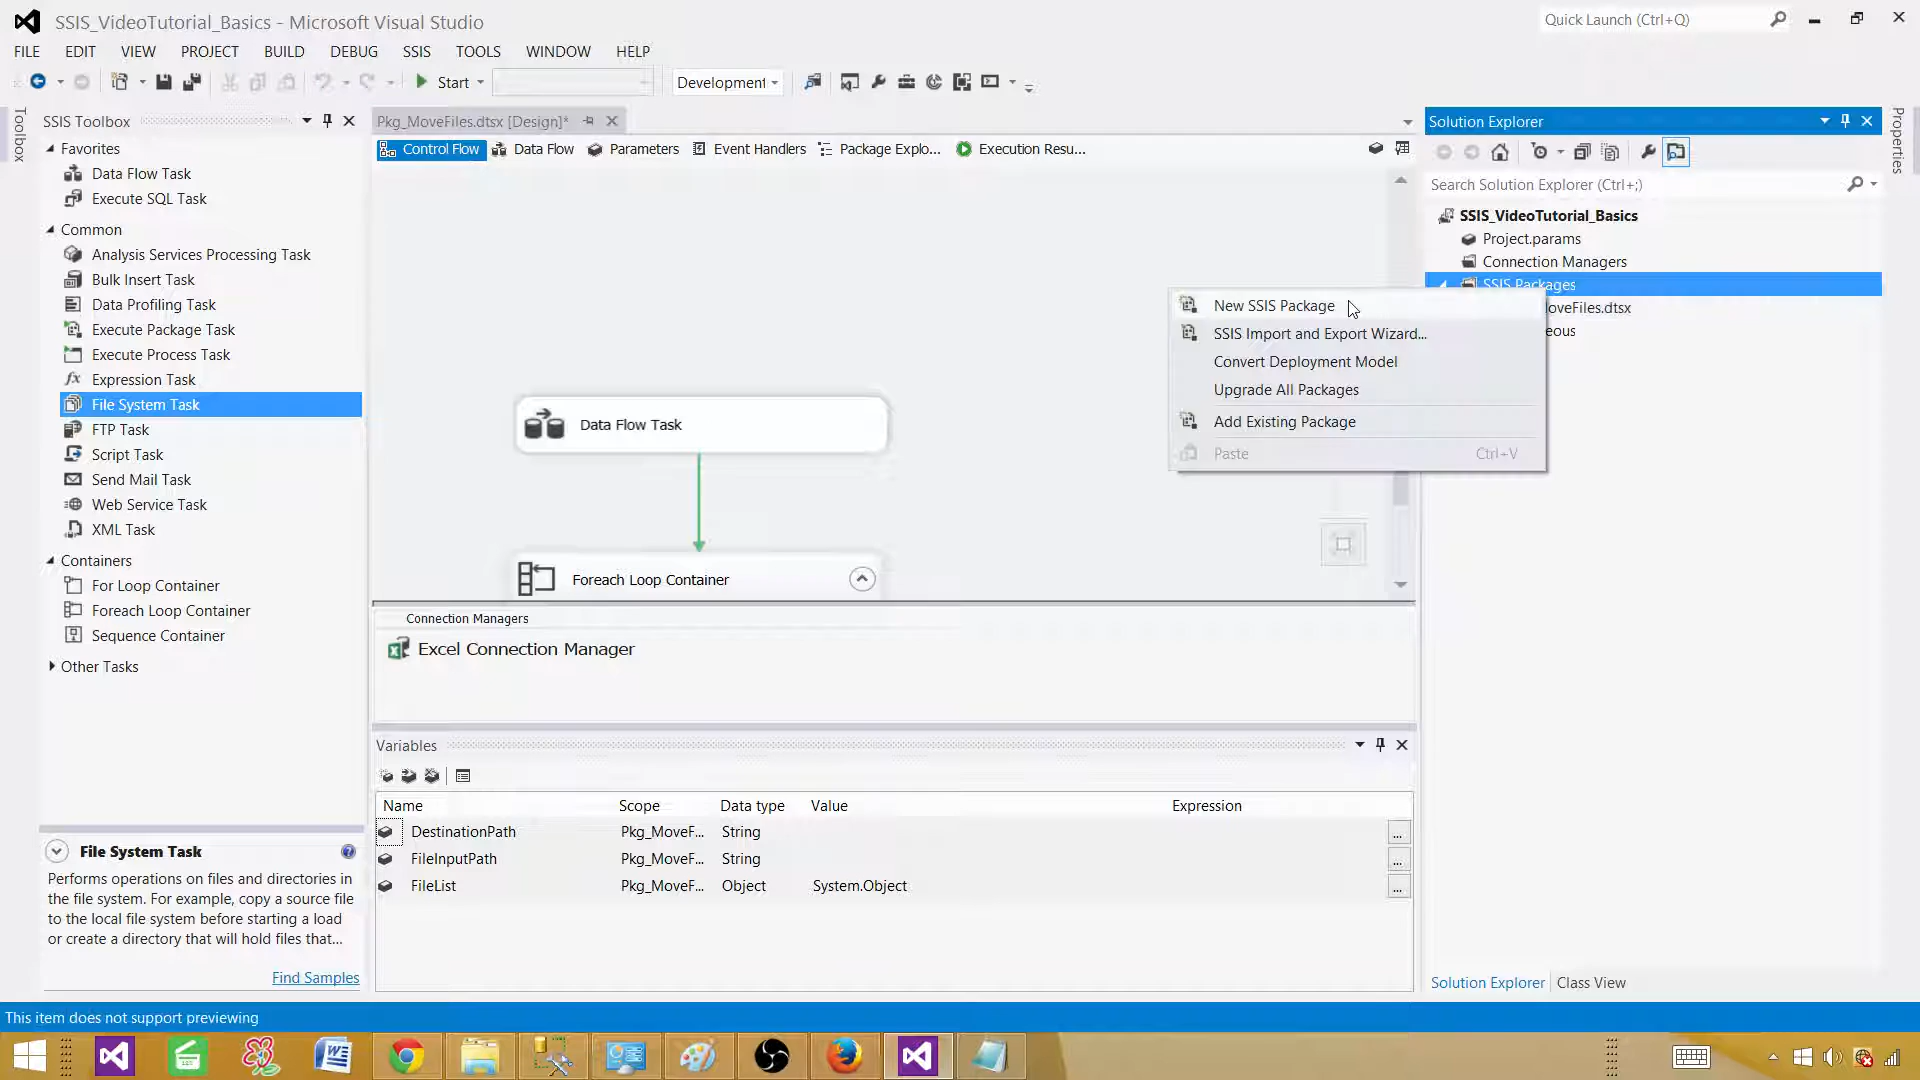 SSIS_VideoTutorial_Basics - Microsoft Visual Studio
Quick Launch (Ctrl+Q)
FILE EDIT VIEW PROJECT BUILD DEBUG SSIS TOOLS WINDOW HELP
Start
Development
Toolbox
SSIS Toolbox
Favorites
Data Flow Task
Execute SQL Task
Common
Analysis Services Processing Task
Bulk Insert Task
Data Profiling Task
Execute Package Task
Execute Process Task
Expression Task
File System Task
FTP Task
Script Task
Send Mail Task
Web Service Task
XML Task
Containers
For Loop Container
Foreach Loop Container
Sequence Container
Other Tasks
File System Task
Performs operations on files and directories in
the file system. For example, copy a source file
to the local file system before starting a load
or create a directory that will hold files that...
Find Samples
Pkg_MoveFiles.dtsx [Design]*
Control Flow Data Flow Parameters Event Handlers Package Explo... Execution Resu...
Data Flow Task
Foreach Loop Container
Connection Managers
Excel Connection Manager
Variables
Name Scope Data type Value Expression
DestinationPath Pkg_MoveF... String
FileInputPath Pkg_MoveF... String
FileList Pkg_MoveF... Object System.Object
New SSIS Package
SSIS Import and Export Wizard...
Convert Deployment Model
Upgrade All Packages
Add Existing Package
Paste Ctrl+V
Solution Explorer
Search Solution Explorer (Ctrl+;)
SSIS_VideoTutorial_Basics
Project.params
Connection Managers
SSIS Packages
oveFiles.dtsx
eous
Solution Explorer Class View
Properties
This item does not support previewing